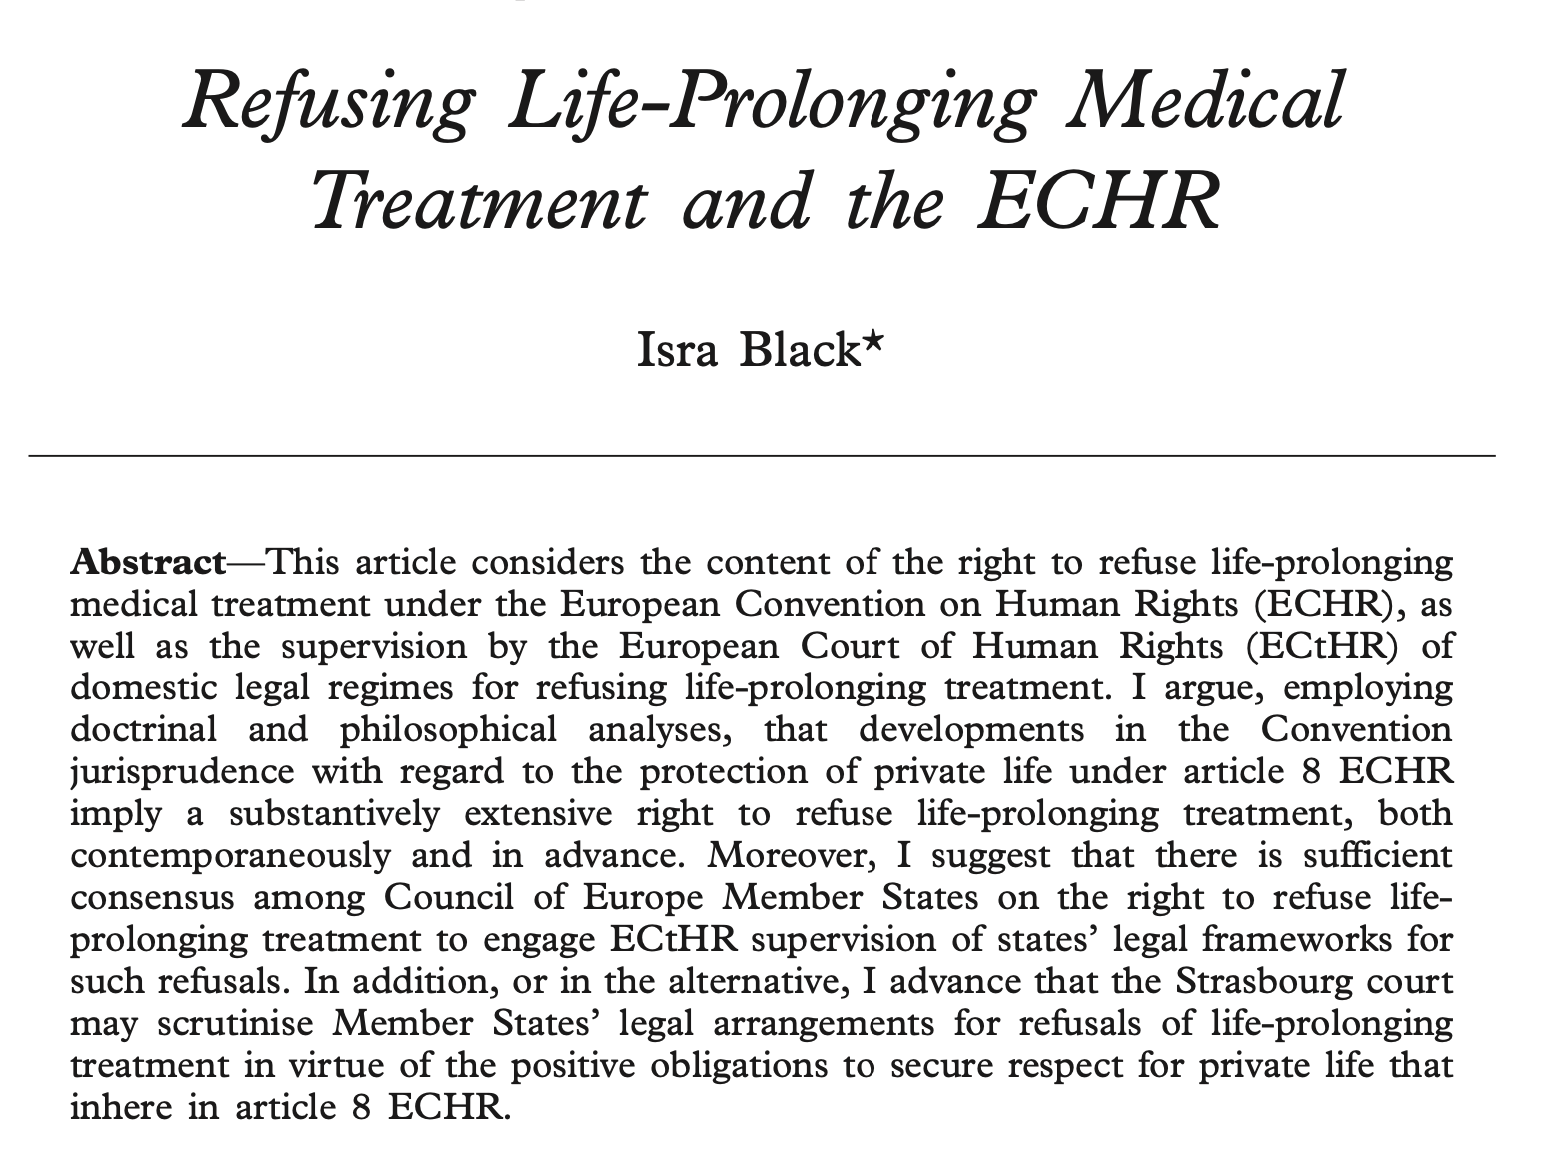 Refusing Life-Prolonging Medical
Treatment and the ECHR
Isra Black*
Abstract—This article considers the content of the right to refuse life-prolonging
medical treatment under the European Convention on Human Rights (ECHR), as
well as the supervision by the European Court of Human Rights (ECtHR) of
domestic legal regimes for refusing life-prolonging treatment. I argue, employing
doctrinal and philosophical analyses, that developments in the Convention
jurisprudence with regard to the protection of private life under article 8 ECHR
imply a substantively extensive right to refuse life-prolonging treatment, both
contemporaneously and in advance. Moreover, I suggest that there is sufficient
consensus among Council of Europe Member States on the right to refuse life-
prolonging treatment to engage ECtHR supervision of states’ legal frameworks for
such refusals. In addition, or in the alternative, I advance that the Strasbourg court
may scrutinise Member States’ legal arrangements for refusals of life-prolonging
treatment in virtue of the positive obligations to secure respect for private life that
inhere in article 8 ECHR.